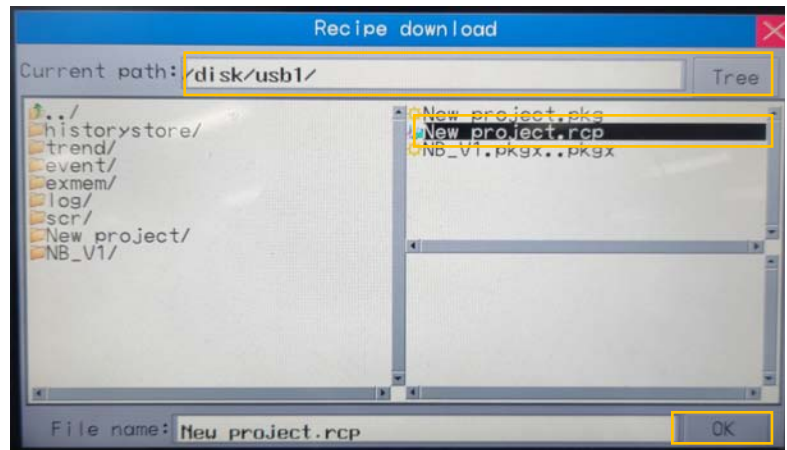 Recipe download
Current path: /disk/usb1/ Tree
../
historystore/
trend/
event/
exmem/
log/
scr/
New project/
NB_V1/
New project.pkg
New project.rcp
NB_V1.pkgx..pkgx
File name: New project.rcp OK